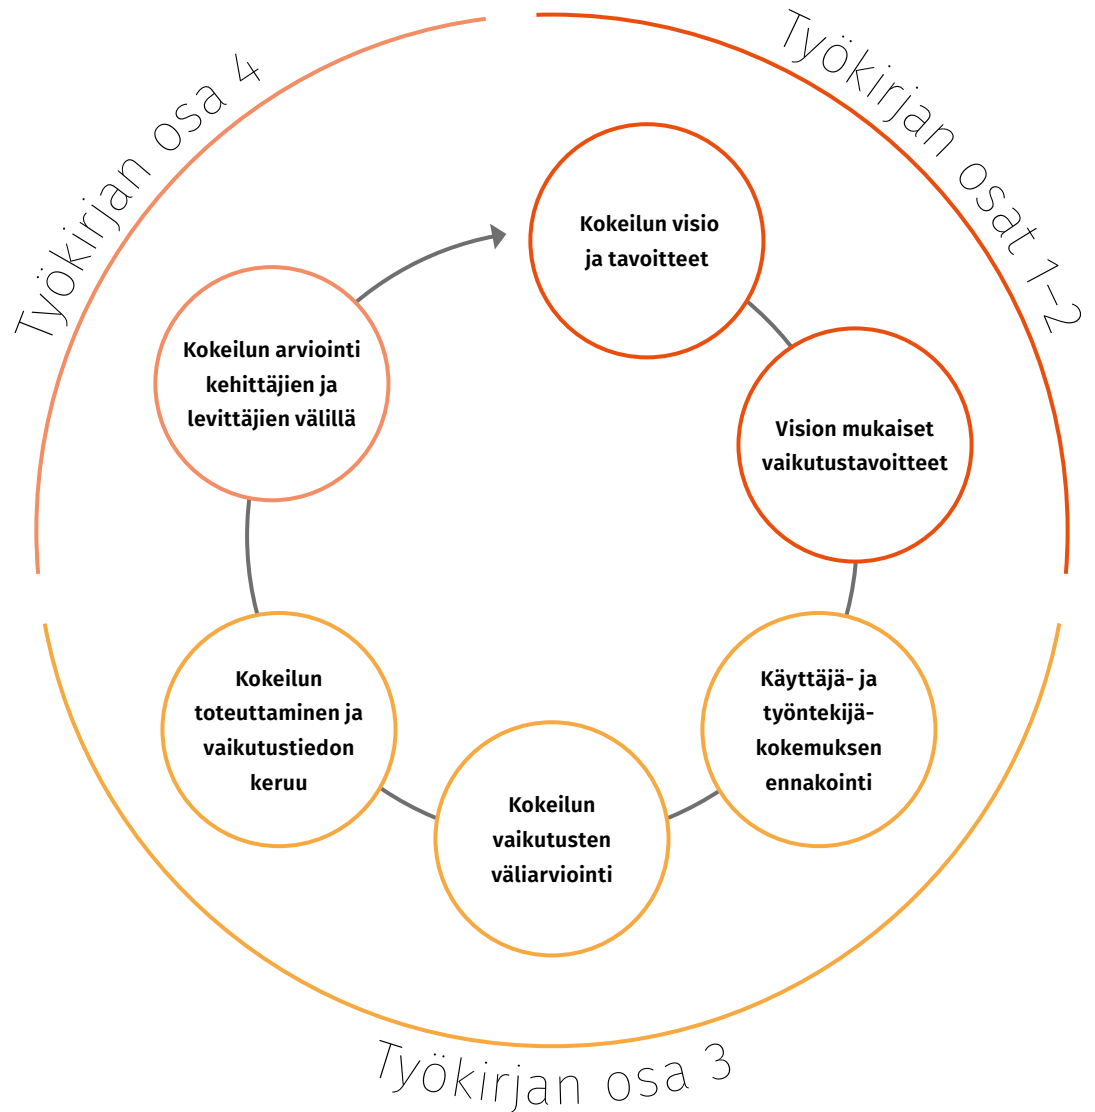 Työkirjan osa 4
Työkirjan osat 1–2
Kokeilun visio
ja tavoitteet
Vision mukaiset
vaikutustavoitteet
Käyttäjä- ja
työntekijä-
kokemuksen
ennakointi
Kokeilun
vaikutusten
väliarviointi
Kokeilun
toteuttaminen ja
vaikutustiedon
keruu
Kokeilun arviointi
kehittäjien ja
levittäjien välillä
Työkirjan osa 3